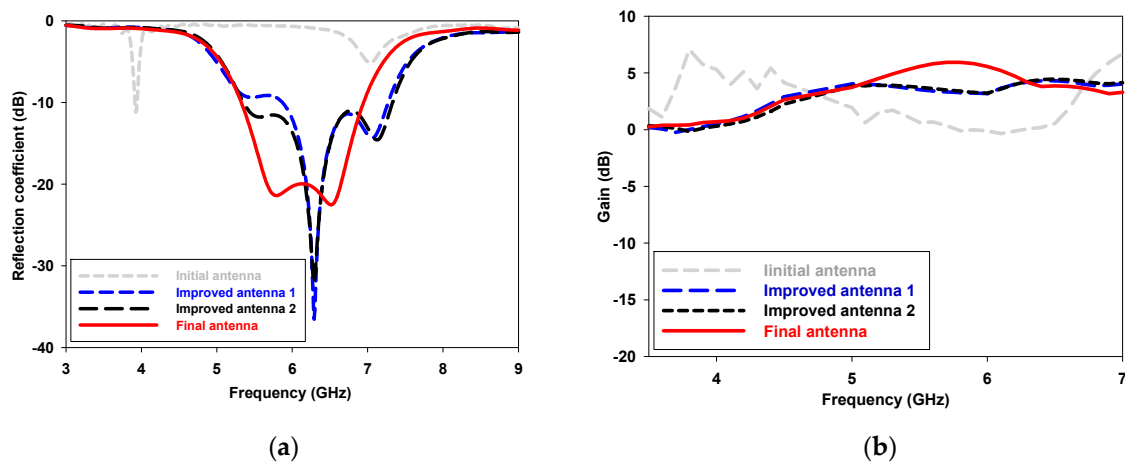 0
-10
-20
-30
-40
Reflection coefficient (dB)
Iinitial antenna
Improved antenna 1
Improved antenna 2
Final antenna
3 4 5 6 7 8 9
Frequency (GHz)
(a)
10
5
0
-5
-10
-15
-20
Gain (dB)
Iinitial antenna
Improved antenna 1
Improved antenna 2
Final antenna
4 5 6 7
Frequency (GHz)
(b)